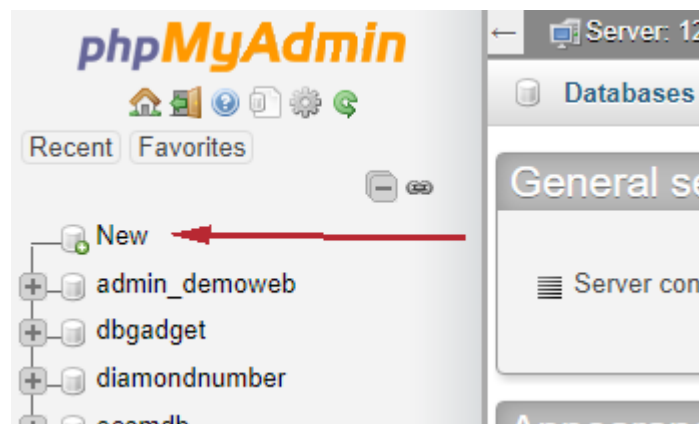 phpMyAdmin
Recent Favorites
New
admin_demoweb
dbgadget
diamondnumber
Server: 12
Databases
General se
Server con